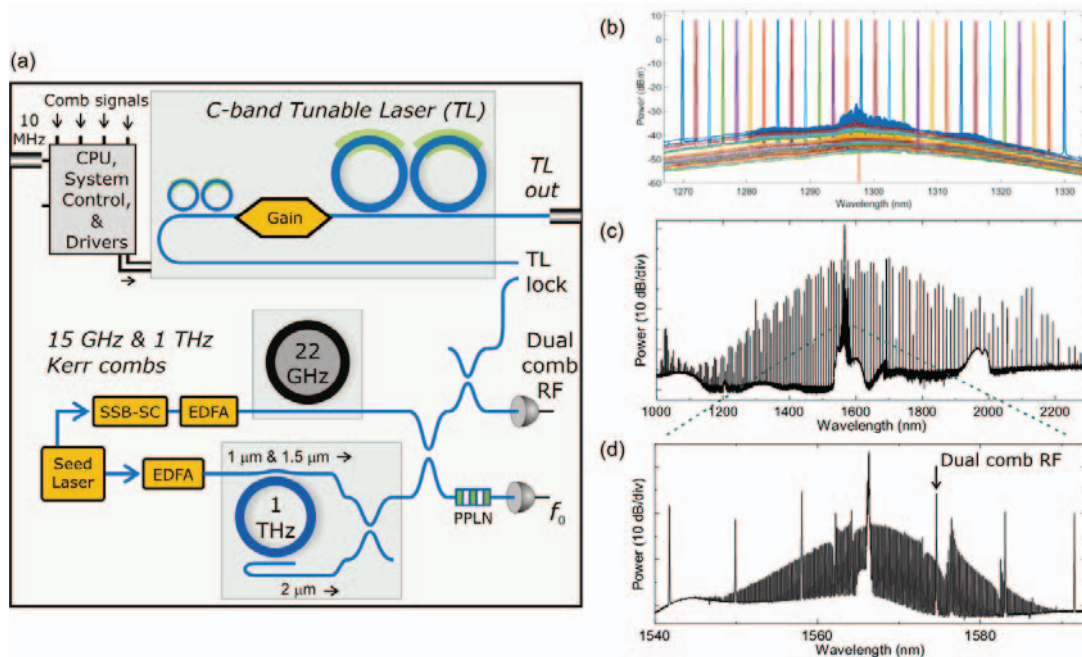 (a)
Comb signals
10
MHz
CPU,
System
Control,
&
Drivers
C-band Tunable Laser (TL)
Gain
TL
out
TL
lock
15 GHz & 1 THz
Kerr combs
22
GHz
Dual
comb
RF
SSB-SC
EDFA
Seed
Laser
EDFA
1 μm & 1.5 μm
1
THz
2 μm
PPLN
f₀
(b)
Power (dBm)
10
0
-10
-20
-30
-40
-50
-60
1270
1280
1290
1300
1310
1320
1330
Wavelength (nm)
(c)
Power (10 dB/div)
1000
1200
1400
1600
1800
2000
2200
Wavelength (nm)
(d)
Dual comb RF
Power (10 dB/div)
1540
1560
1580
Wavelength (nm)